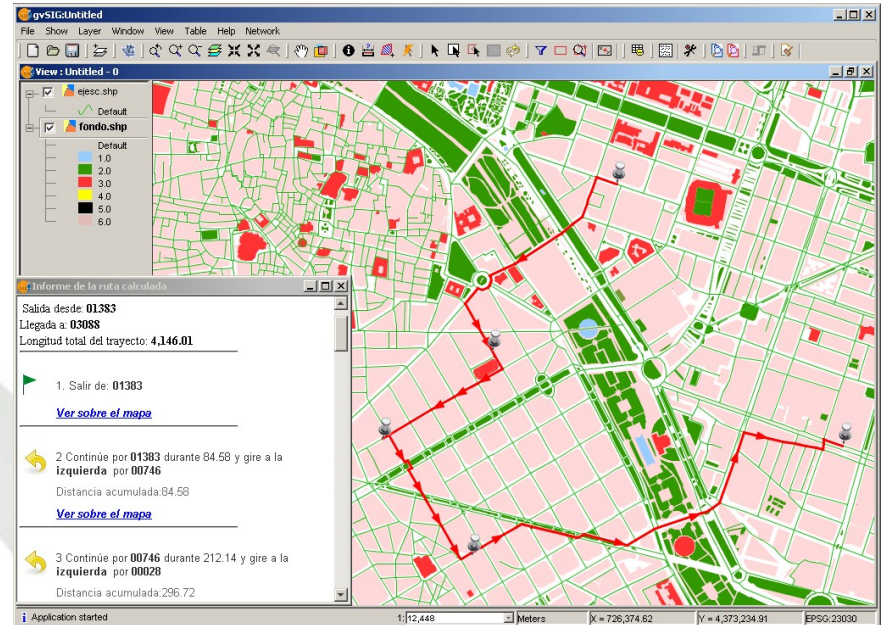 gvSIG:Untitled
File Show Layer Window View Table Help Network
View : Untitled - 0
ejesc.shp
Default
fondo.shp
Default
1.0
2.0
3.0
4.0
5.0
6.0
Informe de la ruta calculada
Salida desde: 01383
Llegada a: 03088
Longitud total del trayecto: 4,146.01
1. Salir de: 01383
Ver sobre el mapa
2 Continúe por 01383 durante 84.58 y gire a la
izquierda por 00746
Distancia acumulada:84.58
Ver sobre el mapa
3 Continúe por 00746 durante 212.14 y gire a la
izquierda por 00028
Distancia acumulada:296.72
Application started 1: 12,448 Meters X = 726,374.62 Y = 4,373,234.91 EPSG:23030